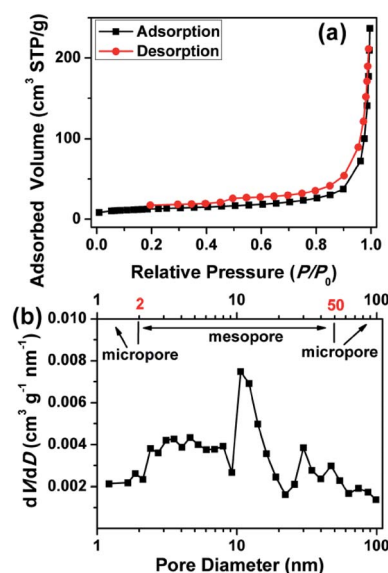 (a)
Adsorption
Desorption
Adsorbed Volume (cm³ STP/g)
200
100
0
0.0 0.2 0.4 0.6 0.8 1.0
Relative Pressure (P/P₀)
(b)
1 2 10 50 100
micropore mesopore micropore
dV/dD (cm³ g⁻¹ nm⁻¹)
0.010
0.008
0.006
0.004
0.002
1 10 100
Pore Diameter (nm)